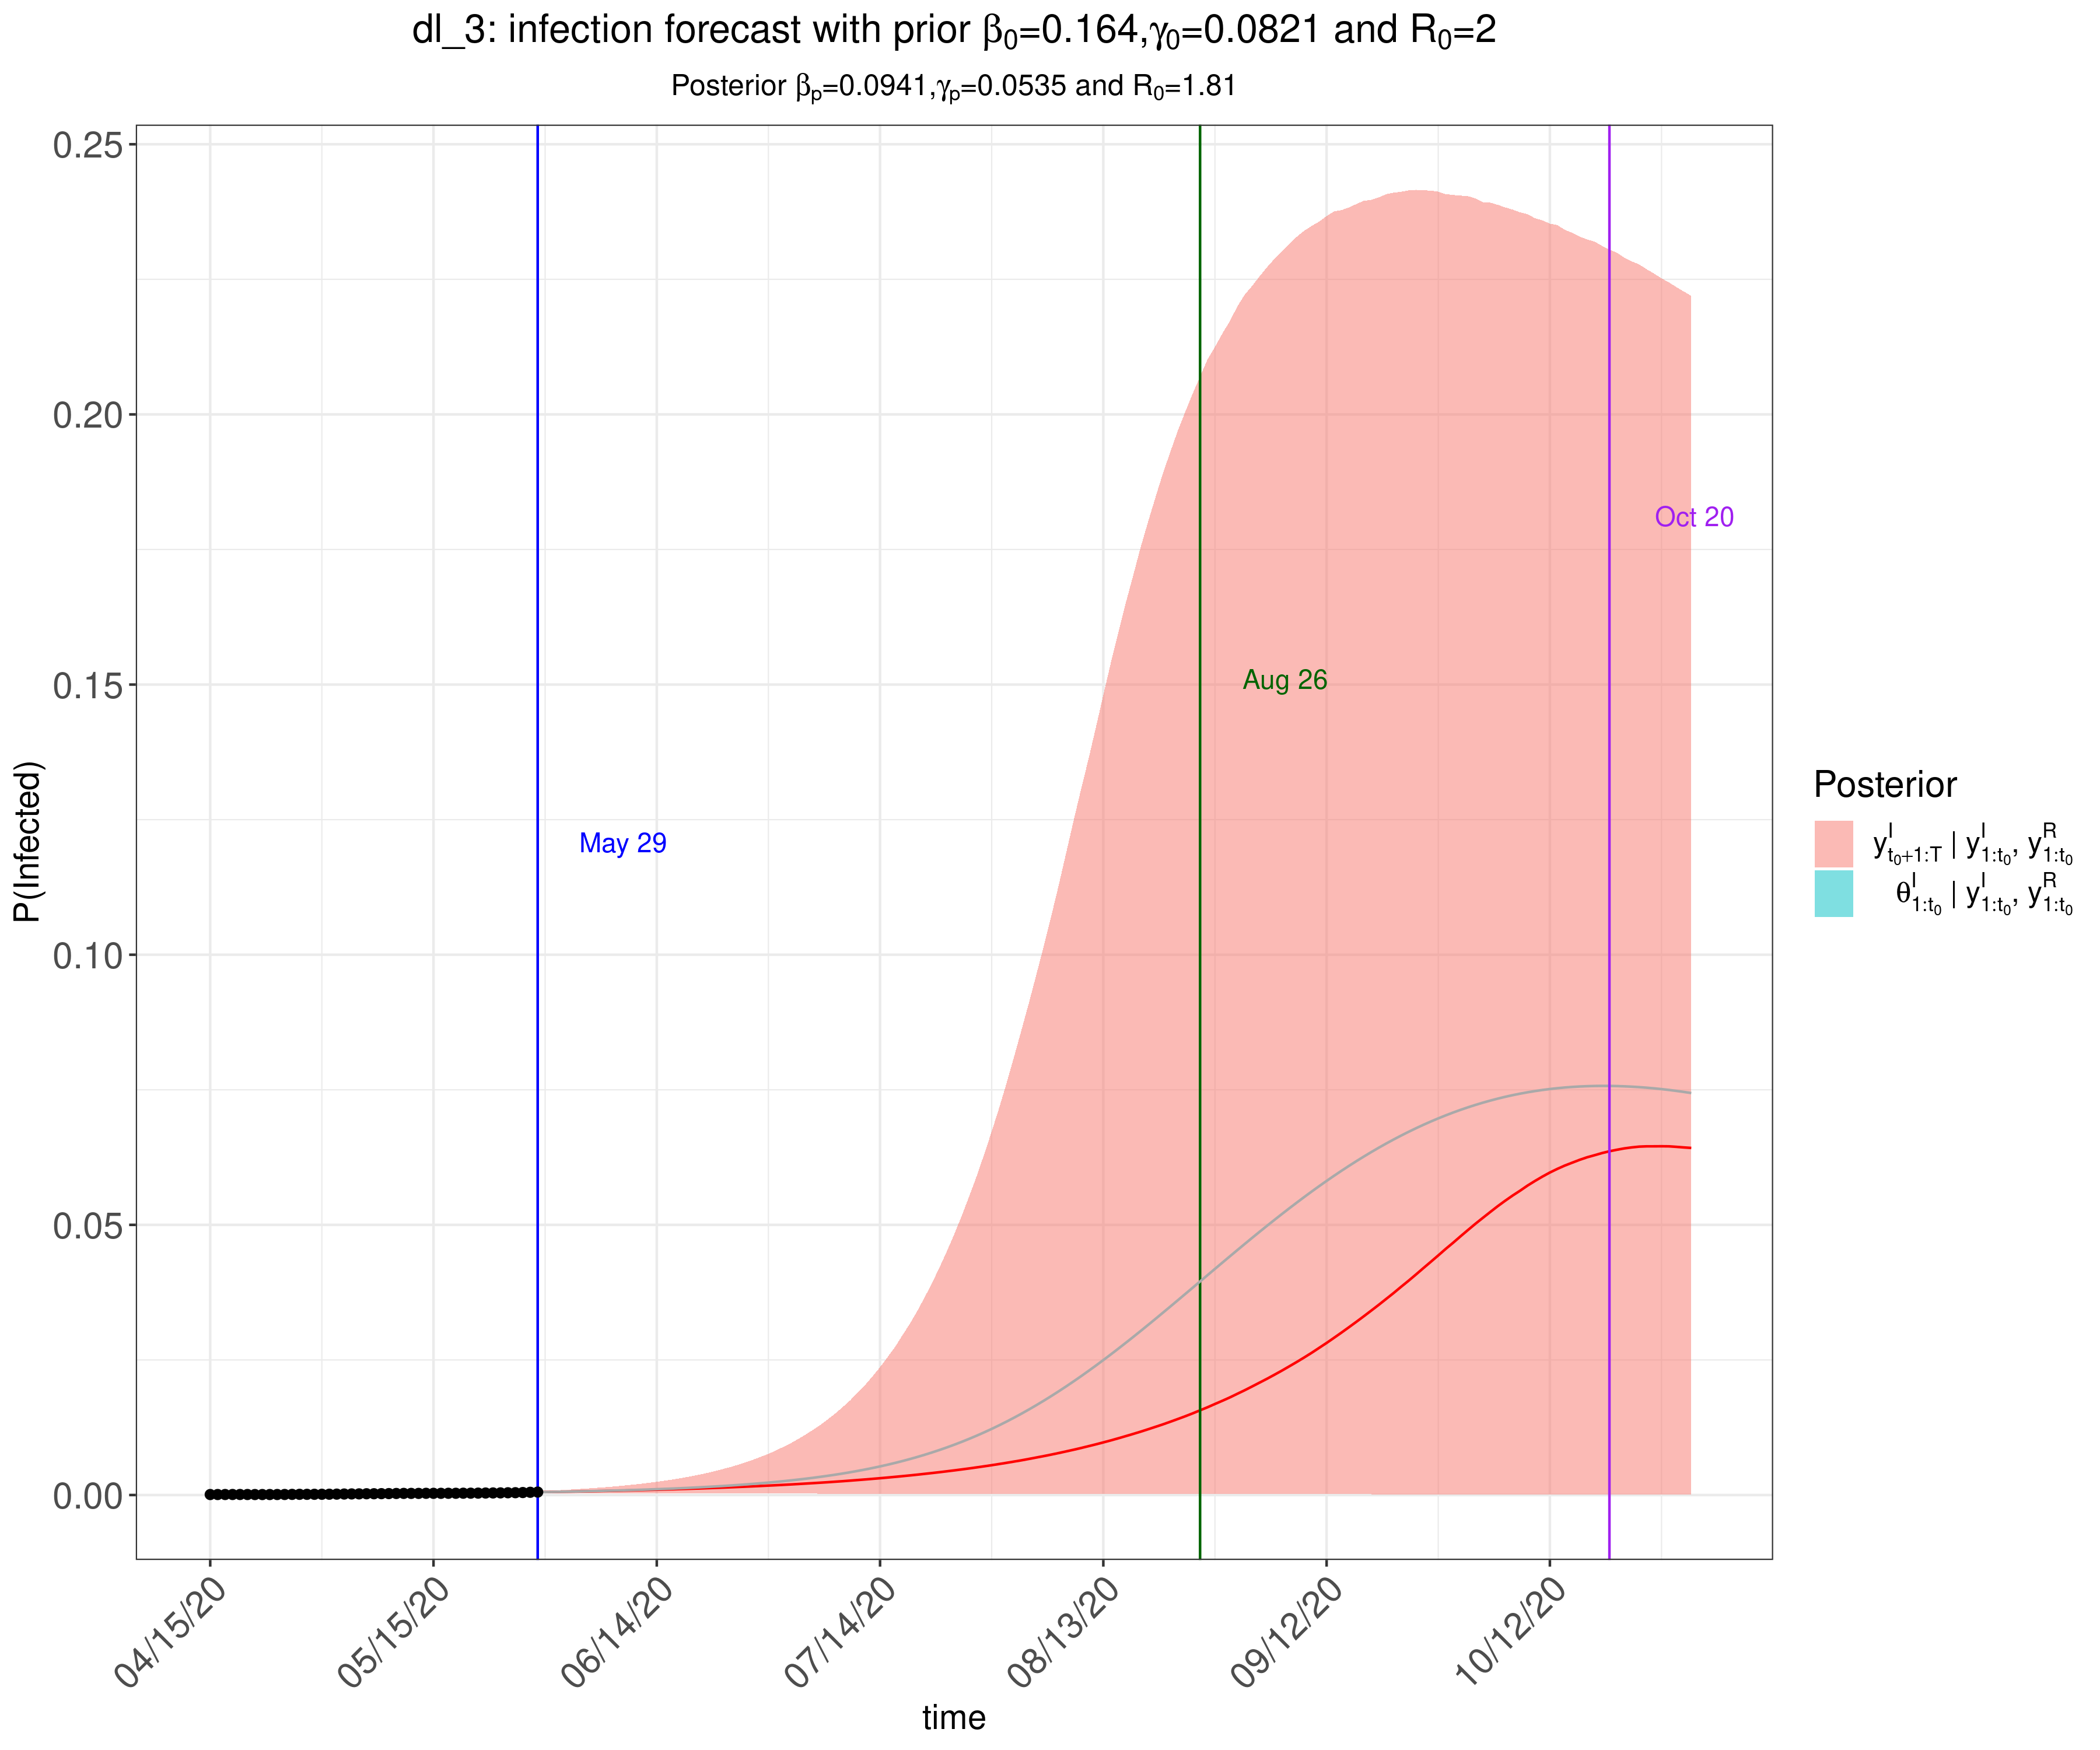 dl_3: infection forecast with prior β₀=0.164,γ₀=0.0821 and R₀=2
Posterior βₚ=0.0941,γₚ=0.0535 and R₀=1.81
P(Infected)
0.25
0.20
0.15
0.10
0.05
0.00
Oct 20
Aug 26
May 29
04/15/20
05/15/20
06/14/20
07/14/20
08/13/20
09/12/20
10/12/20
time
Posterior
y^I_{t₀+1:T} | y^I_{1:t₀}, y^R_{1:t₀}
θ^I_{1:t₀} | y^I_{1:t₀}, y^R_{1:t₀}